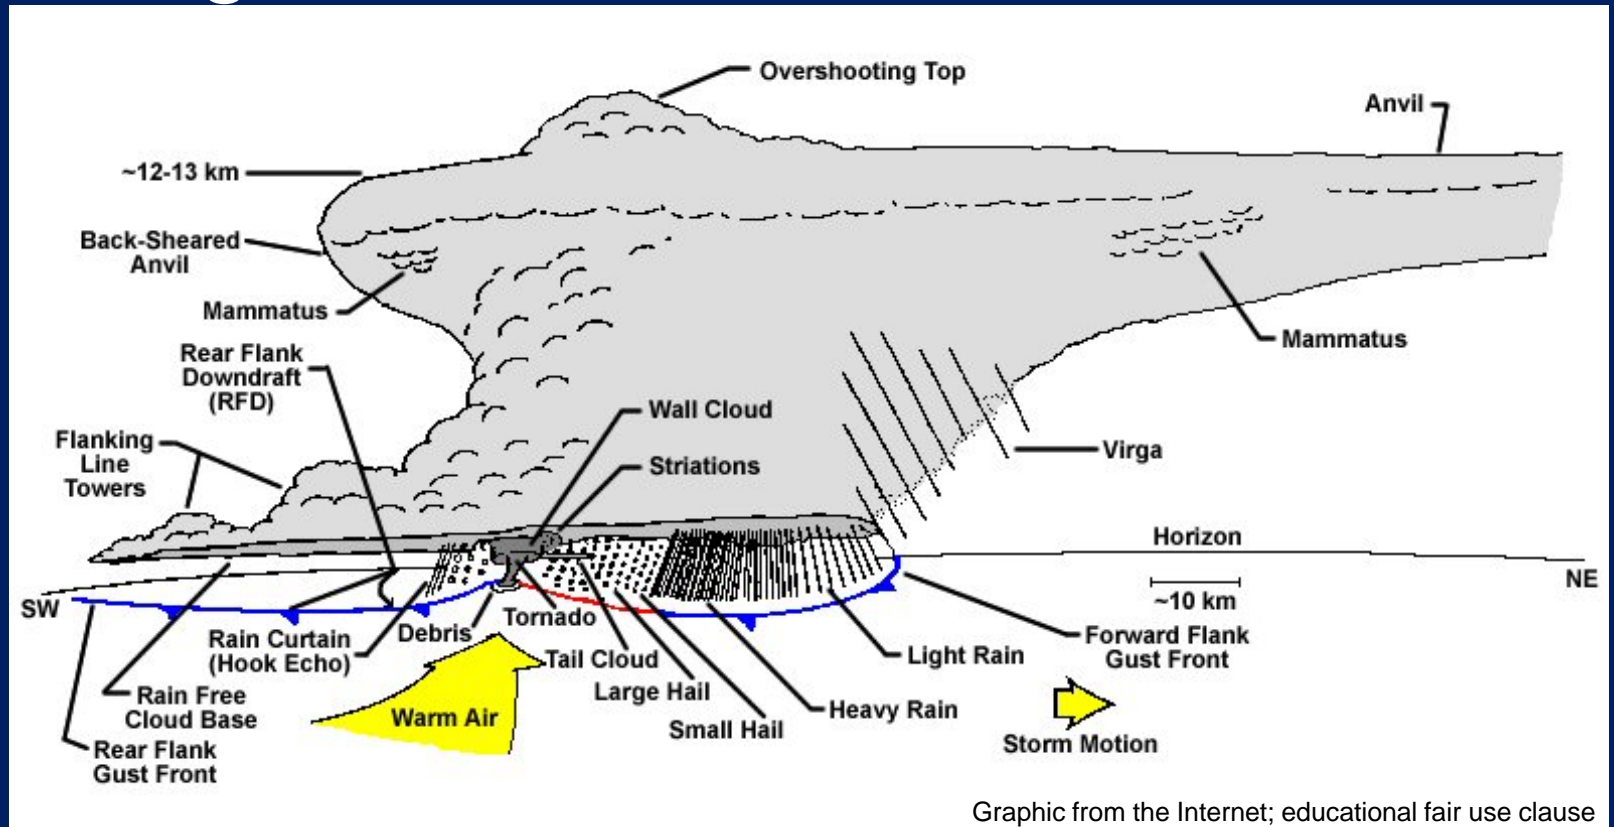 Overshooting Top
Anvil
~12-13 km
Back-Sheared
Anvil
Mammatus
Mammatus
Rear Flank
Downdraft
(RFD)
Wall Cloud
Flanking
Line
Towers
Striations
Virga
Horizon
SW
NE
~10 km
Rain Curtain
(Hook Echo)
Debris
Tornado
Tail Cloud
Large Hail
Small Hail
Heavy Rain
Light Rain
Forward Flank
Gust Front
Rain Free
Cloud Base
Warm Air
Rear Flank
Gust Front
Storm Motion
Graphic from the Internet; educational fair use clause